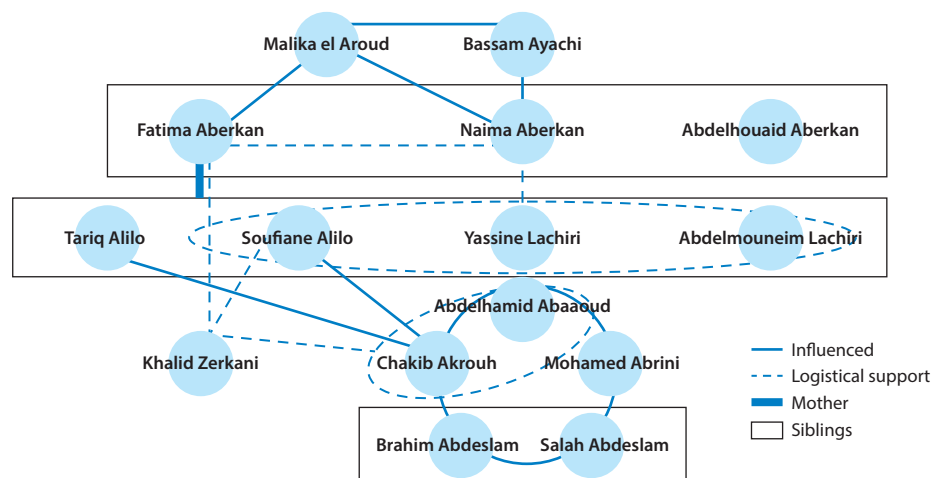 Malika el Aroud
Bassam Ayachi
Fatima Aberkan
Naima Aberkan
Abdelhouaid Aberkan
Tariq Alilo
Soufiane Alilo
Yassine Lachiri
Abdelmouneim Lachiri
Abdelhamid Abaaoud
Khalid Zerkani
Chakib Akrouh
Mohamed Abrini
Brahim Abdeslam
Salah Abdeslam
Influenced
Logistical support
Mother
Siblings